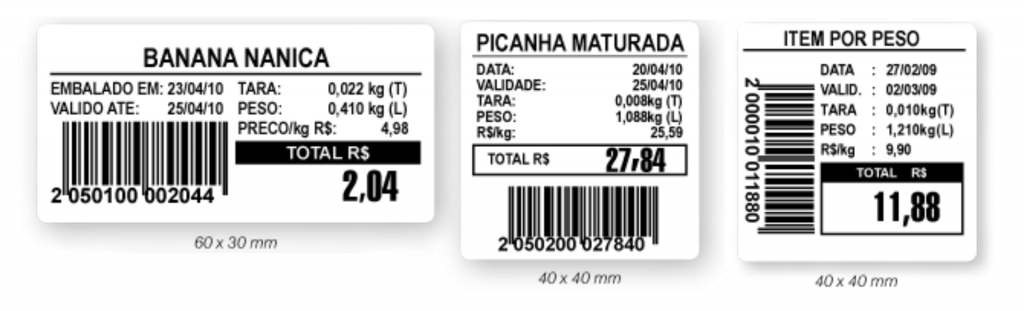 BANANA NANICA
EMBALADO EM: 23/04/10 TARA: 0,022 kg (T)
VALIDO ATE: 25/04/10 PESO: 0,410 kg (L)
PRECO/kg R$: 4,98
TOTAL R$
2,04
2 050100 002044
60 x 30 mm
PICANHA MATURADA
DATA: 20/04/10
VALIDADE: 25/04/10
TARA: 0,008kg (T)
PESO: 1,088kg (L)
R$/kg: 25,59
TOTAL R$ 27,84
2 050200 027840
40 x 40 mm
ITEM POR PESO
DATA : 27/02/09
VALID. : 02/03/09
TARA : 0,010kg(T)
PESO : 1,210kg(L)
R$/kg : 9,90
TOTAL R$
11,88
2 000010 011880
40 x 40 mm